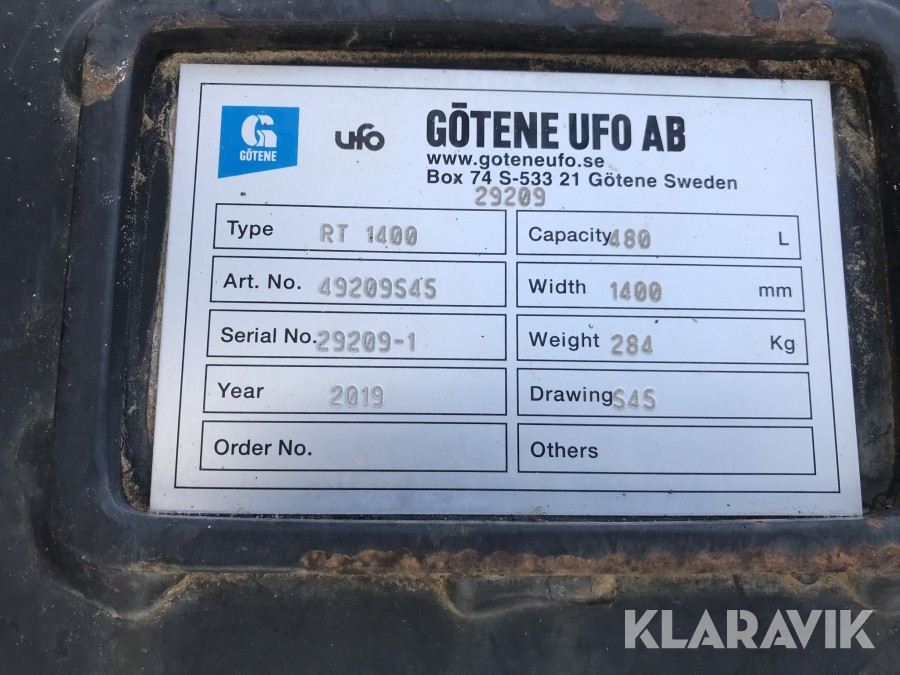 G
GÖTENE
ufo
GÖTENE UFO AB
www.goteneufo.se
Box 74 S-533 21 Götene Sweden
29209
Type RT 1400
Capacity 480 L
Art. No. 49209S45
Width 1400 mm
Serial No. 29209-1
Weight 284 Kg
Year 2019
Drawing S45
Order No.
Others
KLARAVIK